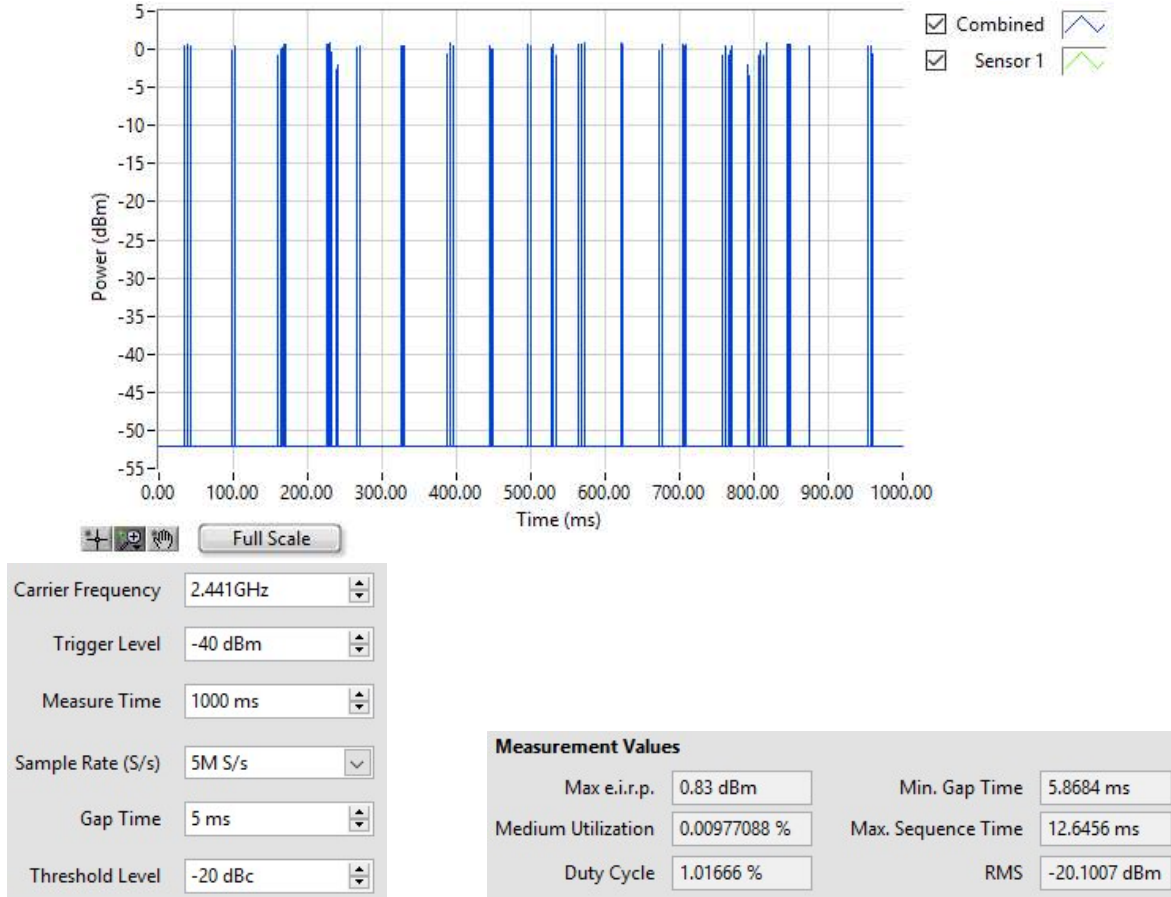 5
0
-5
-10
-15
-20
-25
-30
-35
-40
-45
-50
-55
Power (dBm)
0.00 100.00 200.00 300.00 400.00 500.00 600.00 700.00 800.00 900.00 1000.00
Time (ms)
Combined
Sensor 1
Full Scale
Carrier Frequency 2.441GHz
Trigger Level -40 dBm
Measure Time 1000 ms
Sample Rate (S/s) 5M S/s
Gap Time 5 ms
Threshold Level -20 dBc
Measurement Values
Max e.i.r.p. 0.83 dBm Min. Gap Time 5.8684 ms
Medium Utilization 0.00977088 % Max. Sequence Time 12.6456 ms
Duty Cycle 1.01666 % RMS -20.1007 dBm